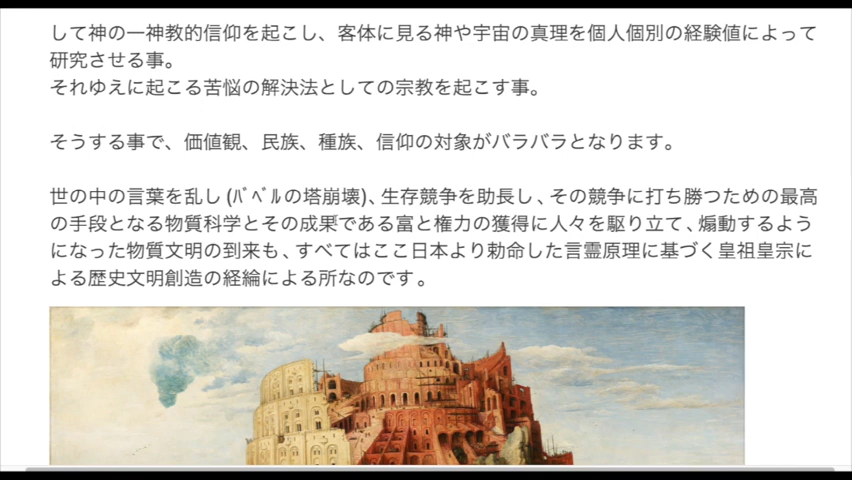 して神の一神教的信仰を起こし、客体に見る神や宇宙の真理を個人個別の経験値によって
研究させる事。
それゆえに起こる苦悩の解決法としての宗教を起こす事。
そうする事で、価値観、民族、種族、信仰の対象がバラバラとなります。
世の中の言葉を乱し (ﾊﾞﾍﾞﾙの塔崩壊)、生存競争を助長し、その競争に打ち勝つための最高
の手段となる物質科学とその成果である富と権力の獲得に人々を駆り立て、煽動するよう
になった物質文明の到来も、すべてはここ日本より勅命した言霊原理に基づく皇祖皇宗に
よる歴史文明創造の経綸による所なのです。